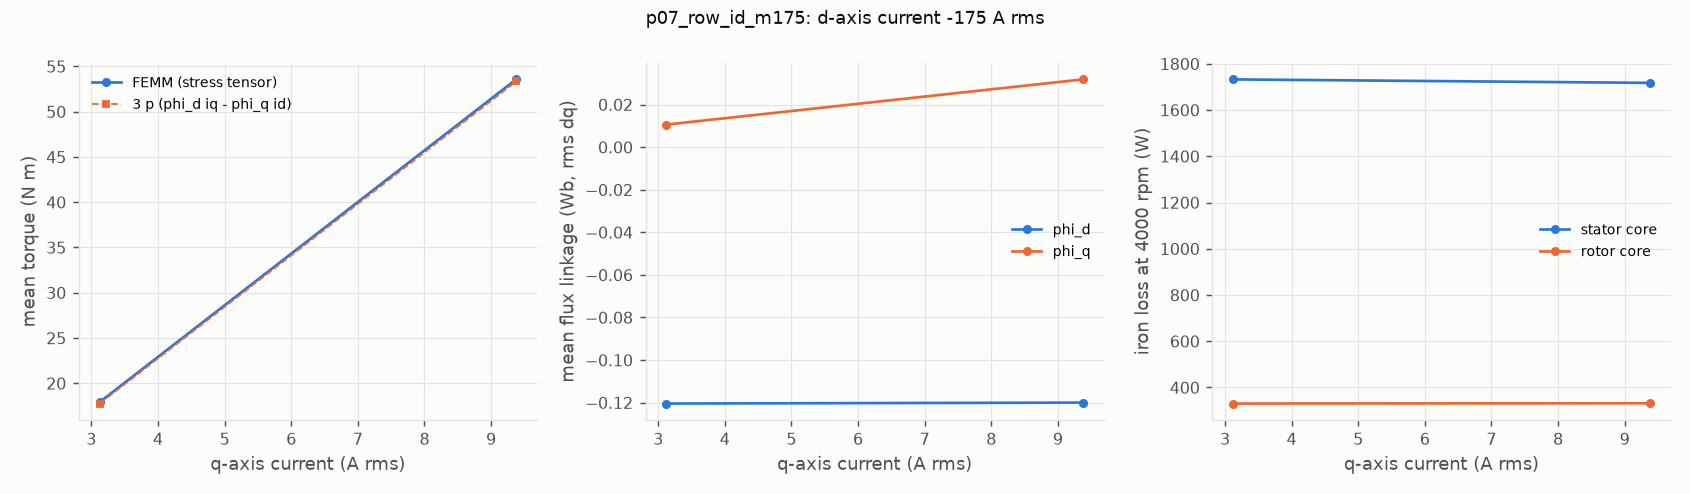 p07_row_id_m175: d-axis current -175 A rms
mean torque (N m)
55
50
45
40
35
30
25
20
FEMM (stress tensor)
3 p (phi_d iq - phi_q id)
3 4 5 6 7 8 9
q-axis current (A rms)
mean flux linkage (Wb, rms dq)
0.02
0.00
−0.02
−0.04
−0.06
−0.08
−0.10
−0.12
phi_d
phi_q
3 4 5 6 7 8 9
q-axis current (A rms)
iron loss at 4000 rpm (W)
1800
1600
1400
1200
1000
800
600
400
stator core
rotor core
3 4 5 6 7 8 9
q-axis current (A rms)